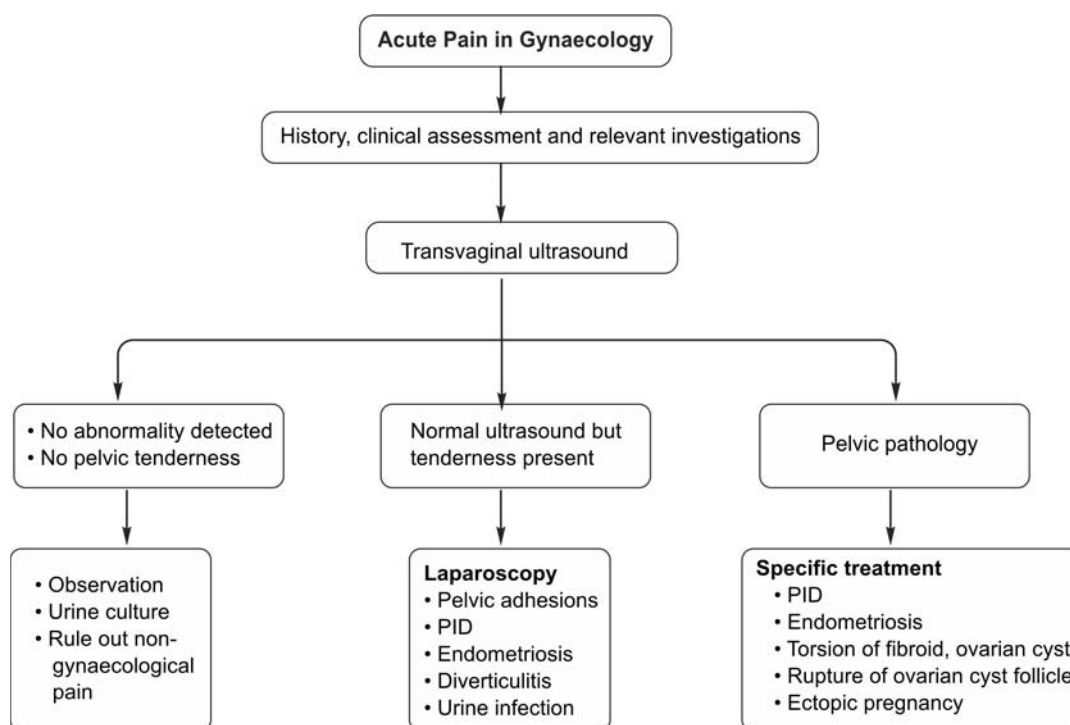 Acute Pain in Gynaecology
History, clinical assessment and relevant investigations
Transvaginal ultrasound
• No abnormality detected
• No pelvic tenderness
Normal ultrasound but
tenderness present
Pelvic pathology
• Observation
• Urine culture
• Rule out non-
gynaecological
pain
Laparoscopy
• Pelvic adhesions
• PID
• Endometriosis
• Diverticulitis
• Urine infection
Specific treatment
• PID
• Endometriosis
• Torsion of fibroid, ovarian cyst
• Rupture of ovarian cyst follicle
• Ectopic pregnancy